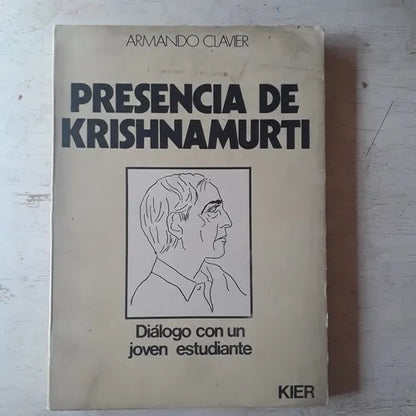 ARMANDO CLAVIER
PRESENCIA DE
KRISHNAMURTI
Diálogo con un
joven estudiante
KIER